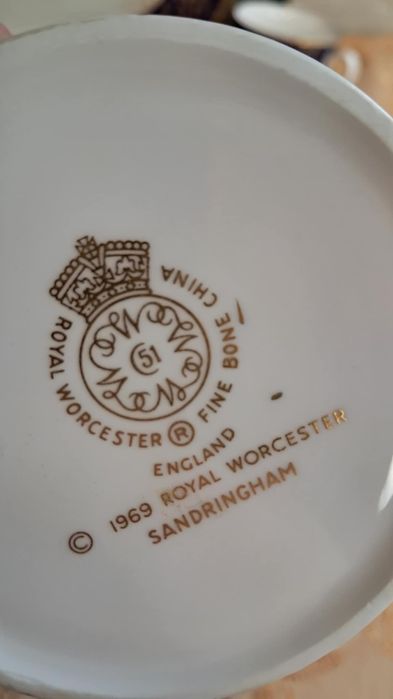 ROYAL WORCESTER ® FINE BONE CHINA
51
ENGLAND
© 1969 ROYAL WORCESTER
SANDRINGHAM